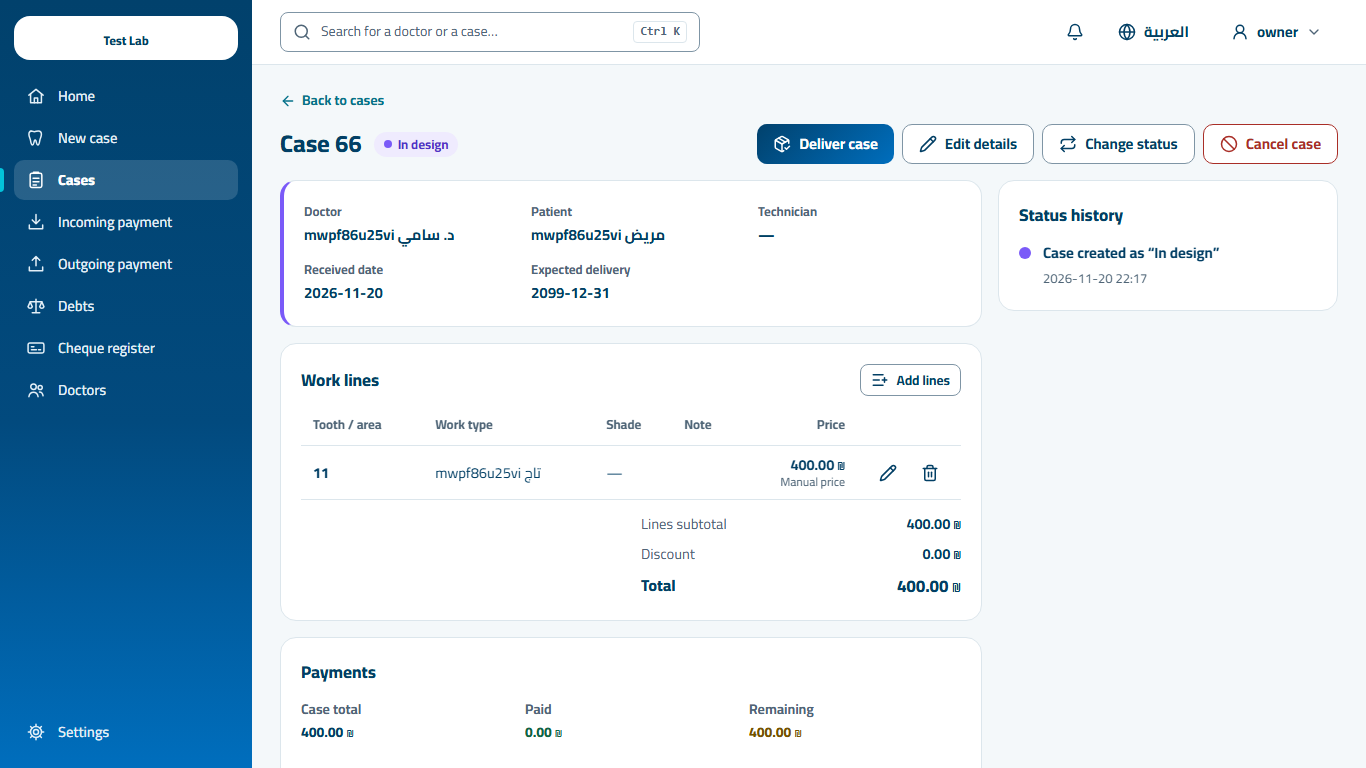 Test Lab
Home
New case
Cases
Incoming payment
Outgoing payment
Debts
Cheque register
Doctors
Settings
Search for a doctor or a case... Ctrl K
العربية
owner
Back to cases
Case 66 In design
Deliver case Edit details Change status Cancel case
Doctor Patient Technician
د. سامي mwpf86u25vi مريض mwpf86u25vi —
Received date Expected delivery
2026-11-20 2099-12-31
Status history
Case created as “In design”
2026-11-20 22:17
Work lines Add lines
Tooth / area Work type Shade Note Price
11 تاج mwpf86u25vi — 400.00 ₪
Manual price
Lines subtotal 400.00 ₪
Discount 0.00 ₪
Total 400.00 ₪
Payments
Case total Paid Remaining
400.00 ₪ 0.00 ₪ 400.00 ₪